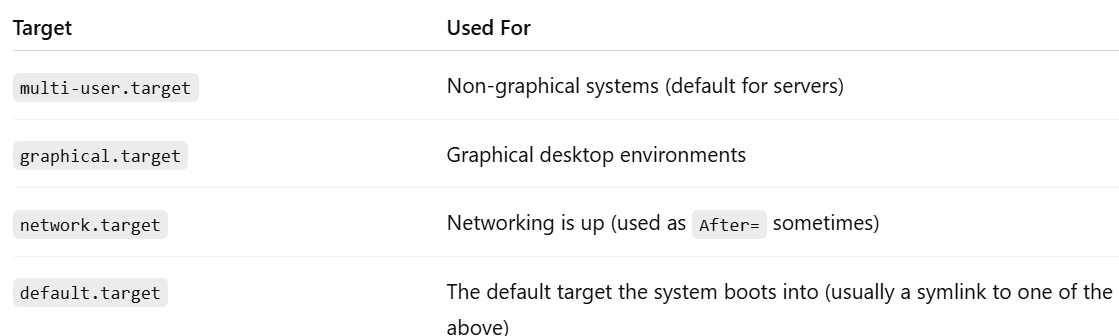 Target Used For
multi-user.target Non-graphical systems (default for servers)
graphical.target Graphical desktop environments
network.target Networking is up (used as After= sometimes)
default.target The default target the system boots into (usually a symlink to one of the
above)